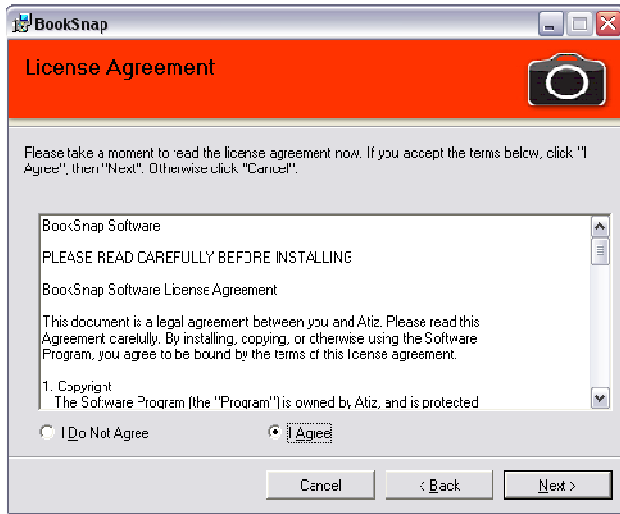 BookSnap
License Agreement
Please take a moment to read the license agreement now. If you accept the terms below, click "I
Agree", then "Next". Otherwise click "Cancel".
BookSnap Software
PLEASE READ CAREFULLY BEFORE INSTALLING
BookSnap Software License Agreement
This document is a legal agreement between you and Atiz. Please read this
Agreement carefully. By installing, copying, or otherwise using the Software
Program, you agree to be bound by the terms of this license agreement.
1. Copyright
The Software Program (the "Program") is owned by Atiz, and is protected
I Do Not Agree
I Agree
Cancel
< Back
Next >